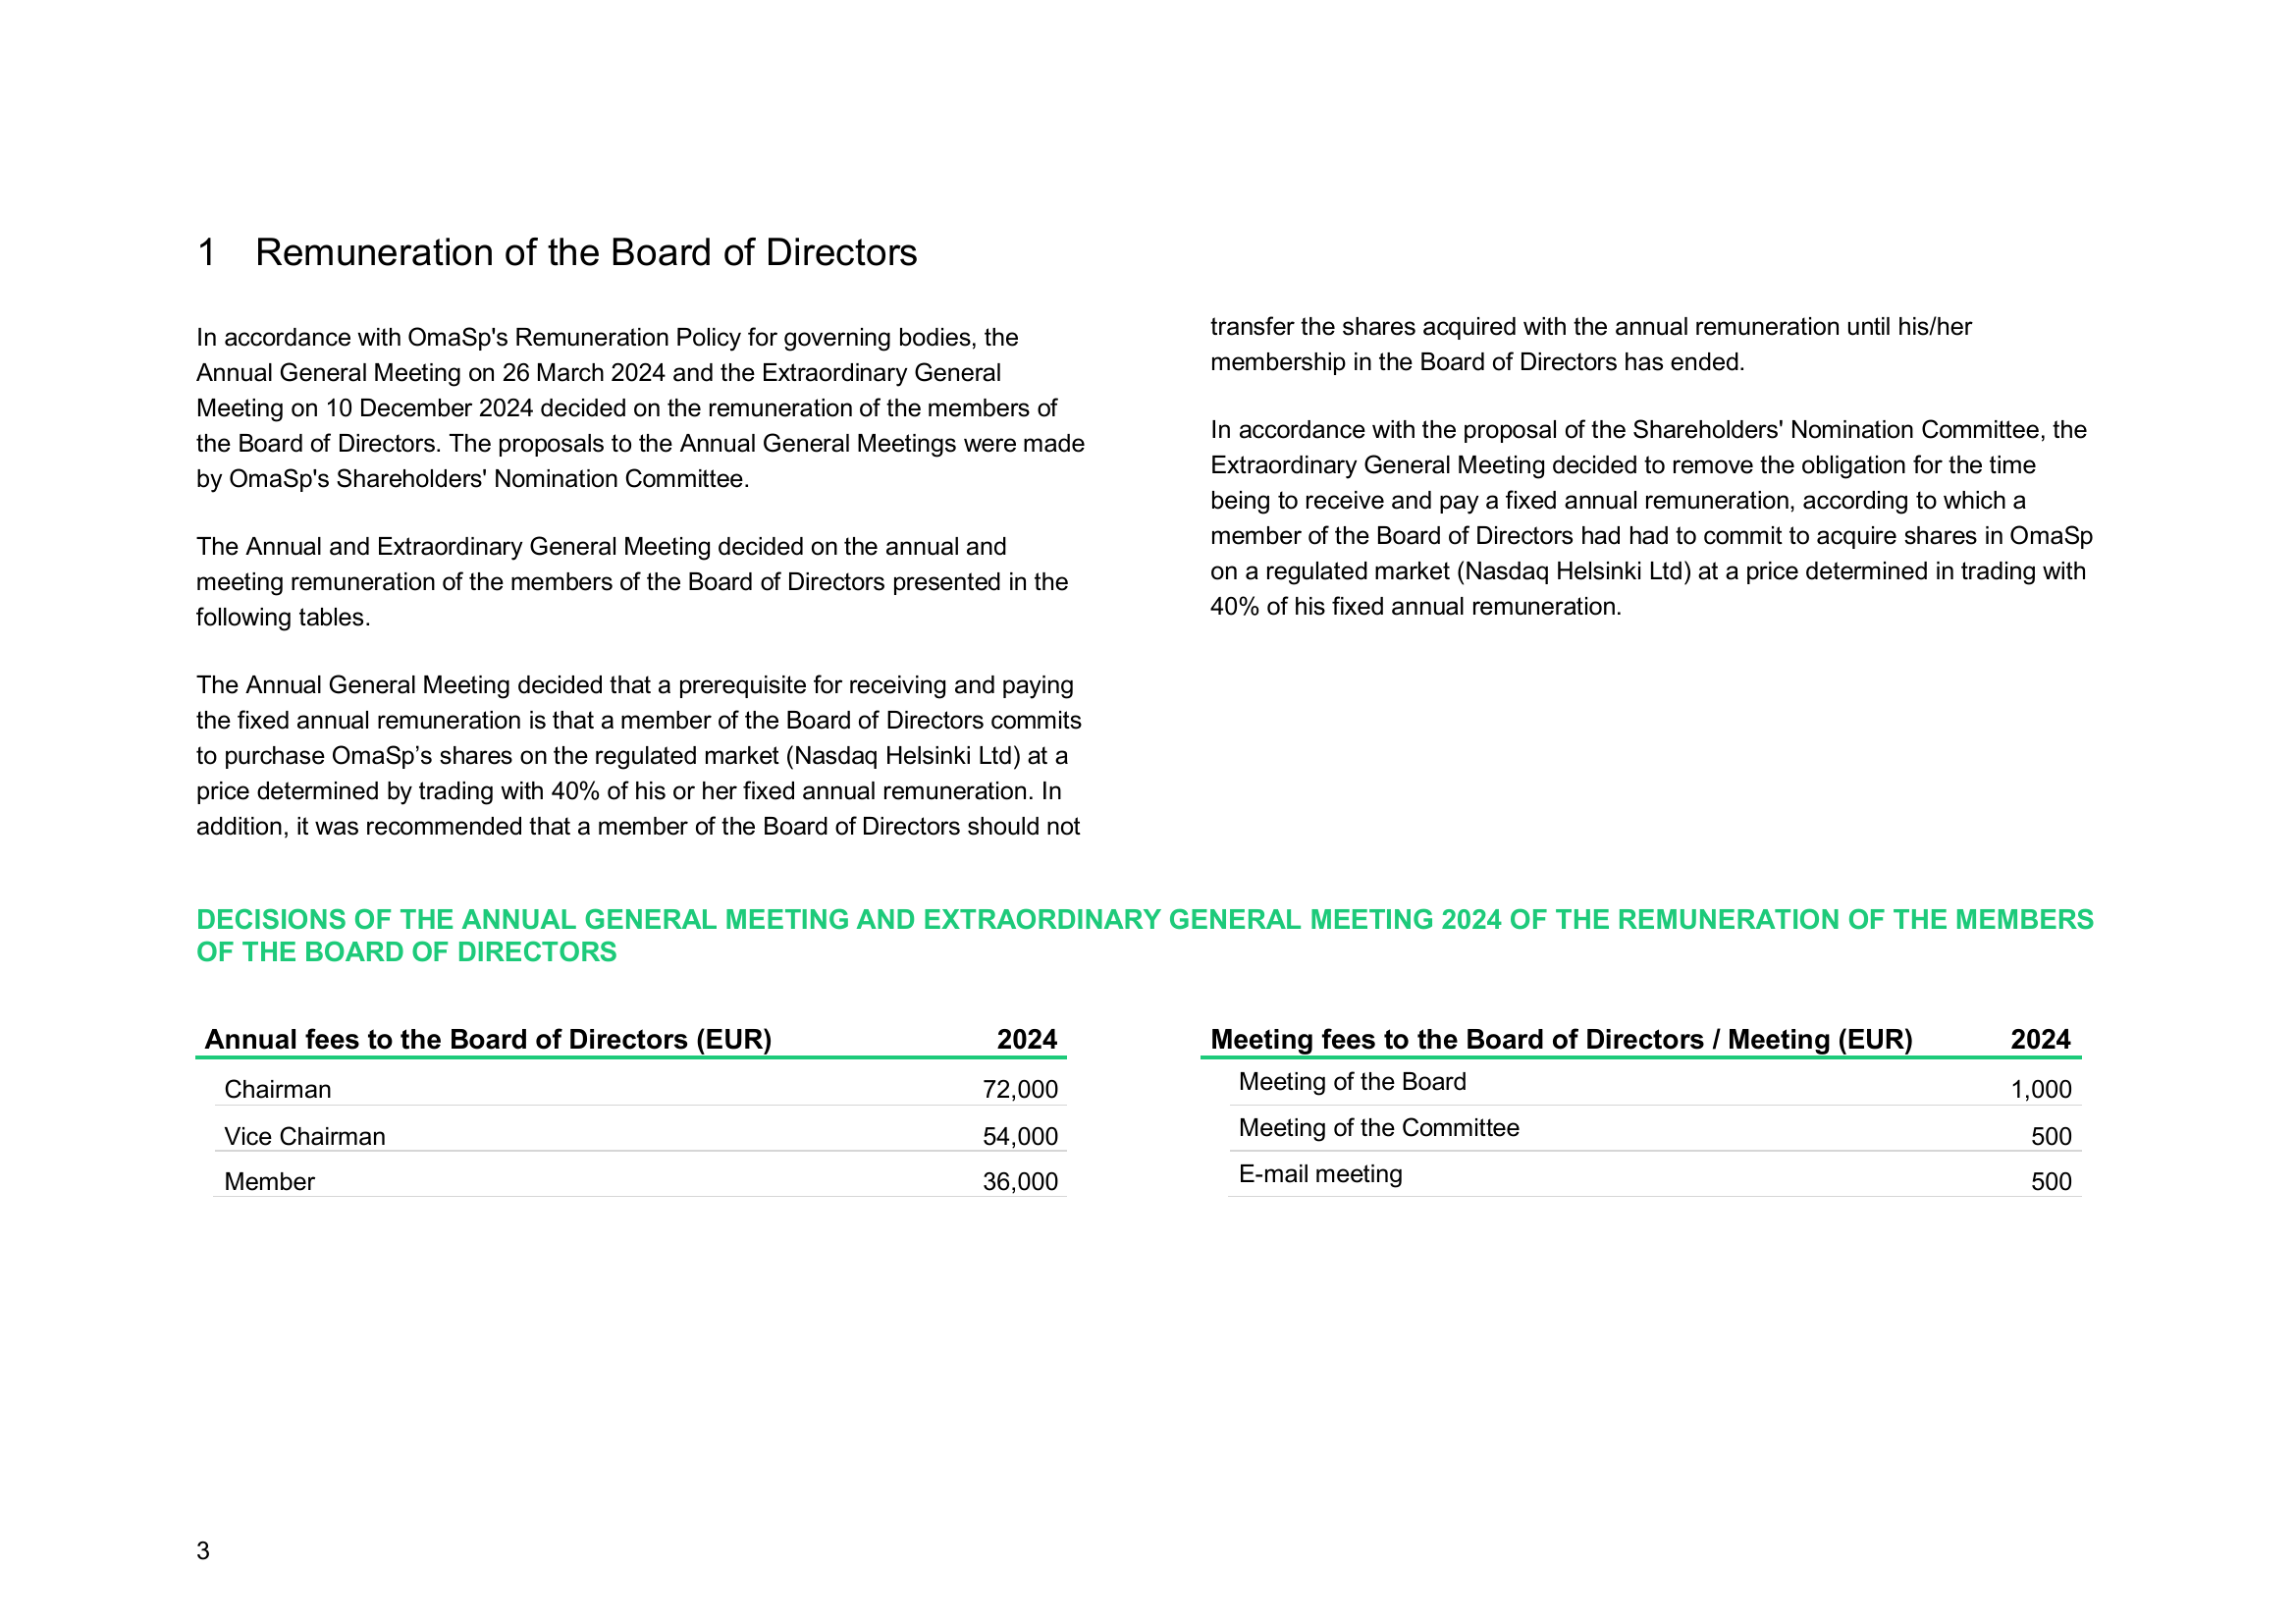 1 Remuneration of the Board of Directors
In accordance with OmaSp's Remuneration Policy for governing bodies, the
Annual General Meeting on 26 March 2024 and the Extraordinary General
Meeting on 10 December 2024 decided on the remuneration of the members of
the Board of Directors. The proposals to the Annual General Meetings were made
by OmaSp's Shareholders' Nomination Committee.
The Annual and Extraordinary General Meeting decided on the annual and
meeting remuneration of the members of the Board of Directors presented in the
following tables.
The Annual General Meeting decided that a prerequisite for receiving and paying
the fixed annual remuneration is that a member of the Board of Directors commits
to purchase OmaSp’s shares on the regulated market (Nasdaq Helsinki Ltd) at a
price determined by trading with 40% of his or her fixed annual remuneration. In
addition, it was recommended that a member of the Board of Directors should not
transfer the shares acquired with the annual remuneration until his/her
membership in the Board of Directors has ended.
In accordance with the proposal of the Shareholders' Nomination Committee, the
Extraordinary General Meeting decided to remove the obligation for the time
being to receive and pay a fixed annual remuneration, according to which a
member of the Board of Directors had had to commit to acquire shares in OmaSp
on a regulated market (Nasdaq Helsinki Ltd) at a price determined in trading with
40% of his fixed annual remuneration.
DECISIONS OF THE ANNUAL GENERAL MEETING AND EXTRAORDINARY GENERAL MEETING 2024 OF THE REMUNERATION OF THE MEMBERS
OF THE BOARD OF DIRECTORS
Annual fees to the Board of Directors (EUR) 2024
Chairman 72,000
Vice Chairman 54,000
Member 36,000
Meeting fees to the Board of Directors / Meeting (EUR) 2024
Meeting of the Board 1,000
Meeting of the Committee 500
E-mail meeting 500
3